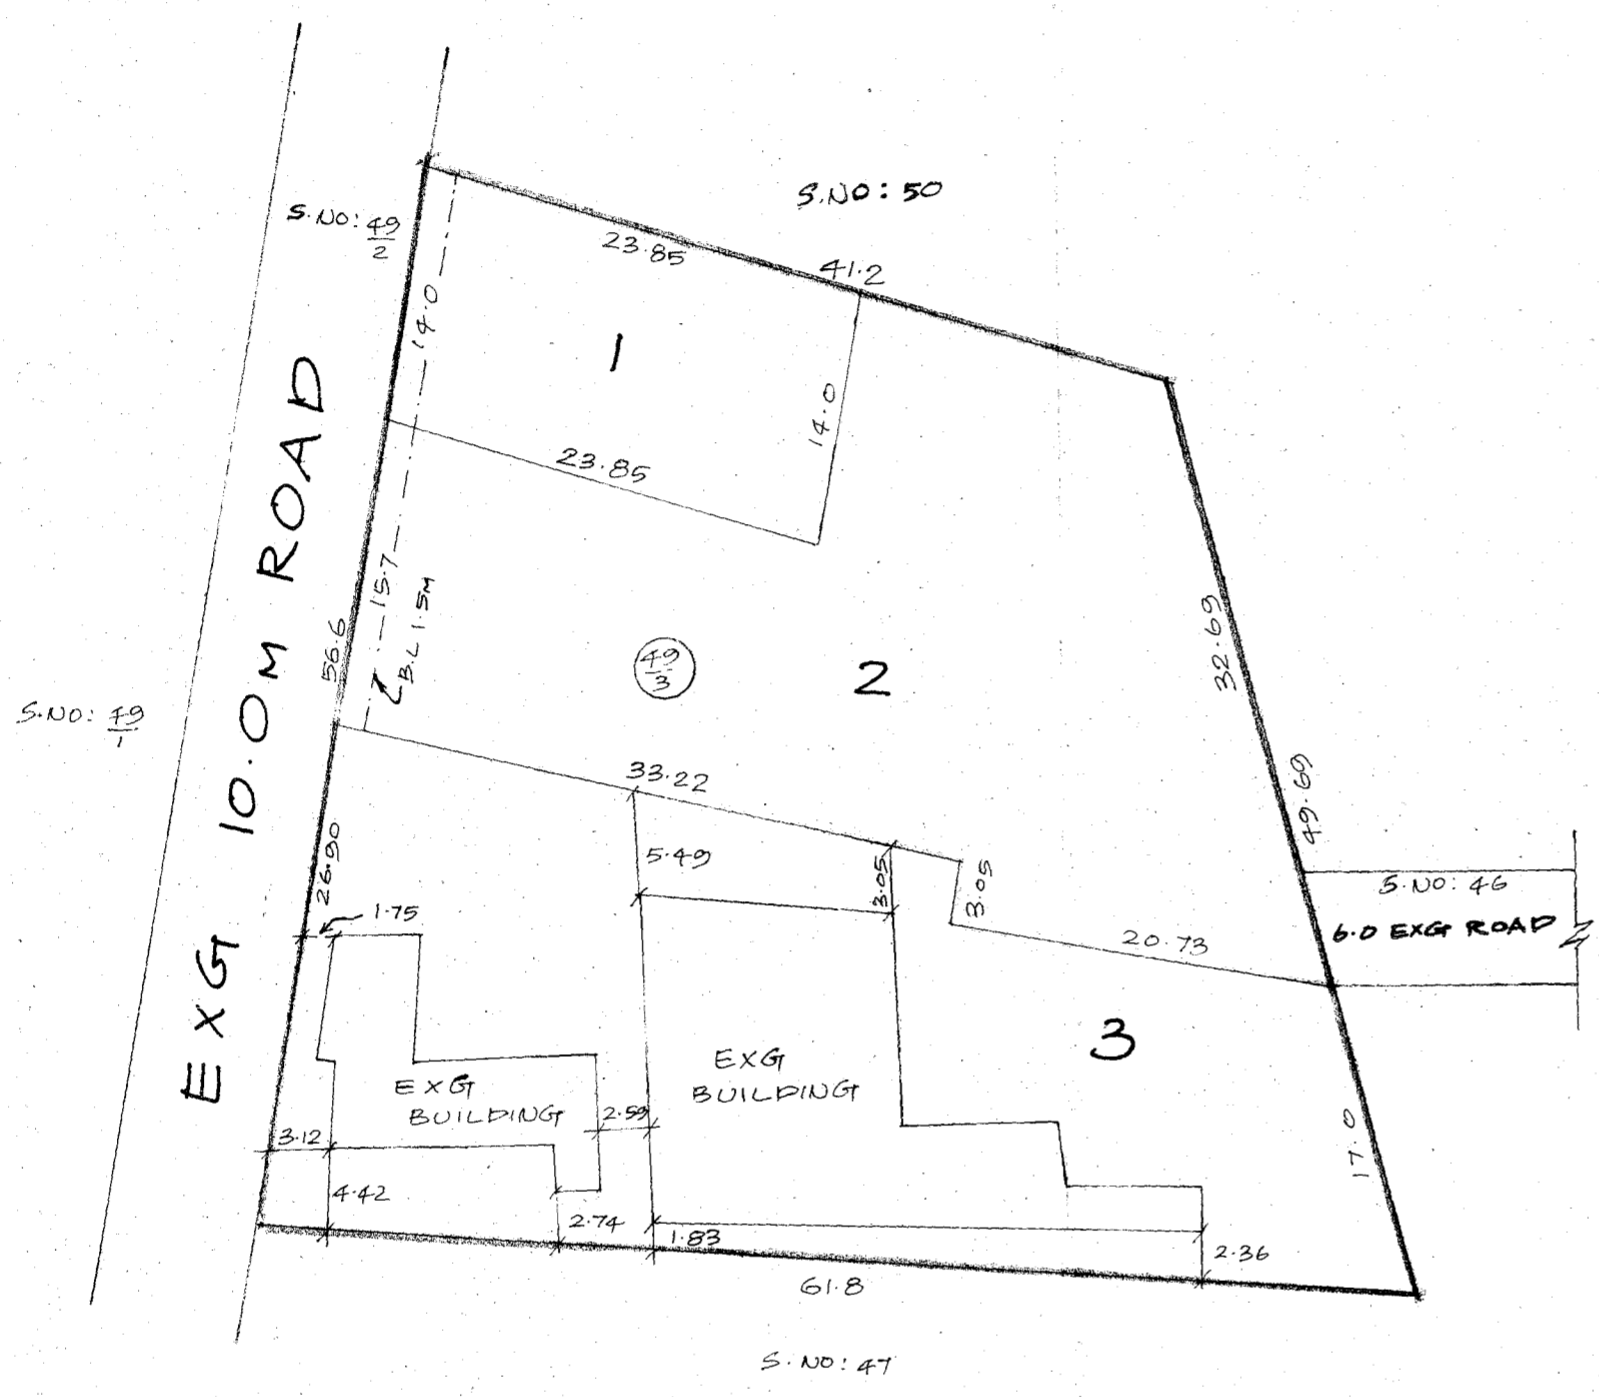 S.NO: 50
S.NO: 49/2
23.85
41.2
14.0
1
14.0
23.85
EXG 10.0M ROAD
15.7
B.L 1.5M
56.6
49/3
2
32.69
S.NO: 49/1
33.22
49.69
5.49
3.05
3.05
26.90
S.NO: 46
6.0 EXG ROAD
1.75
20.73
3
EXG
BUILDING
EXG
BUILDING
2.59
3.12
17.0
4.42
2.74
1.83
2.36
61.8
S.NO: 47